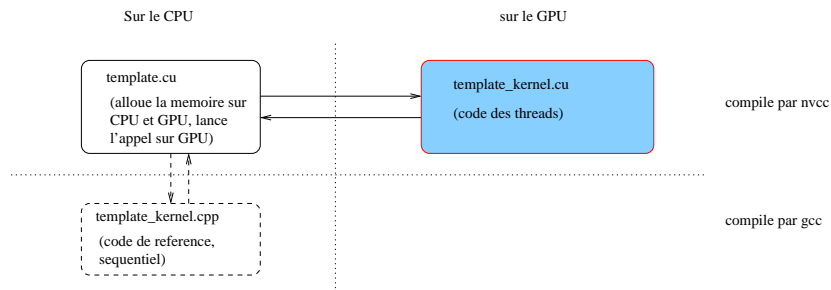 Sur le CPU
sur le GPU
template.cu
(alloue la memoire sur
CPU et GPU, lance
l'appel sur GPU)
template_kernel.cu
(code des threads)
compile par nvcc
template_kernel.cpp
(code de reference,
sequentiel)
compile par gcc